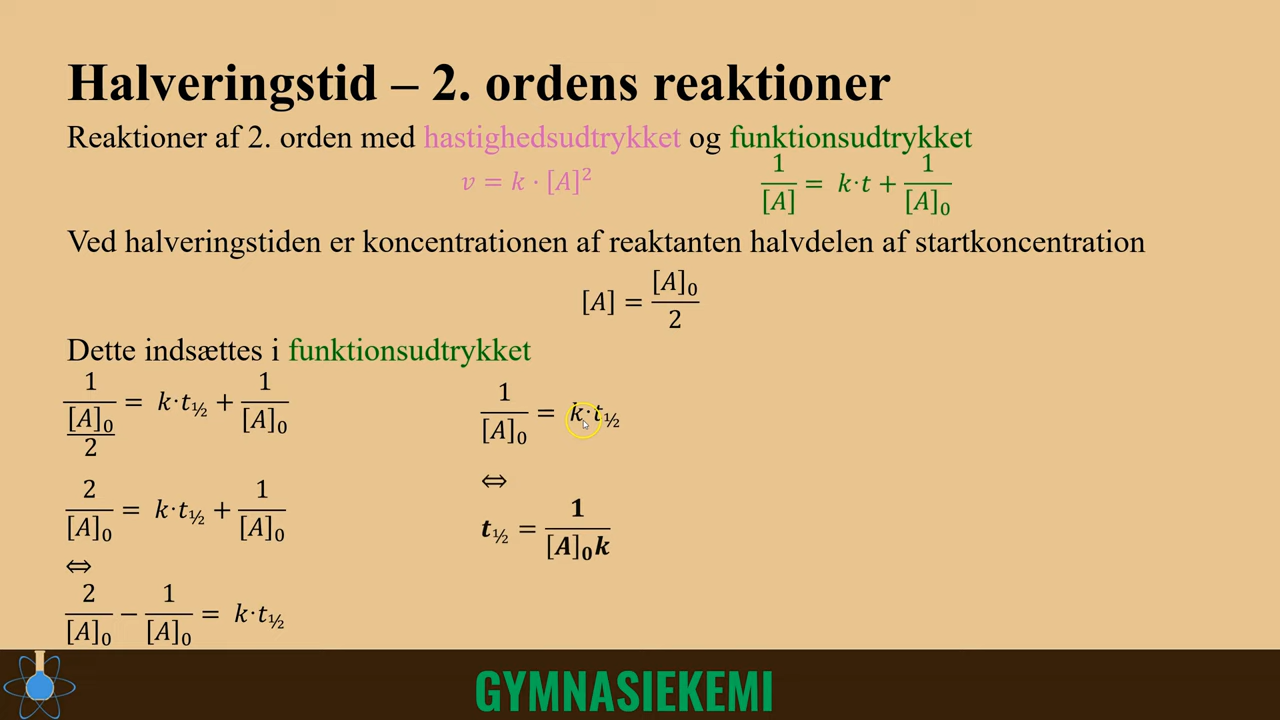 Halveringstid – 2. ordens reaktioner
Reaktioner af 2. orden med hastighedsudtrykket og funktionsudtrykket
v = k · [A]²
1/[A] = k·t + 1/[A]₀
Ved halveringstiden er koncentrationen af reaktanten halvdelen af startkoncentration
[A] = [A]₀/2
Dette indsættes i funktionsudtrykket
1/([A]₀/2) = k·t½ + 1/[A]₀
2/[A]₀ = k·t½ + 1/[A]₀
⇔
2/[A]₀ − 1/[A]₀ = k·t½
1/[A]₀ = k·t½
⇔
t½ = 1/([A]₀k)
GYMNASIEKEMI